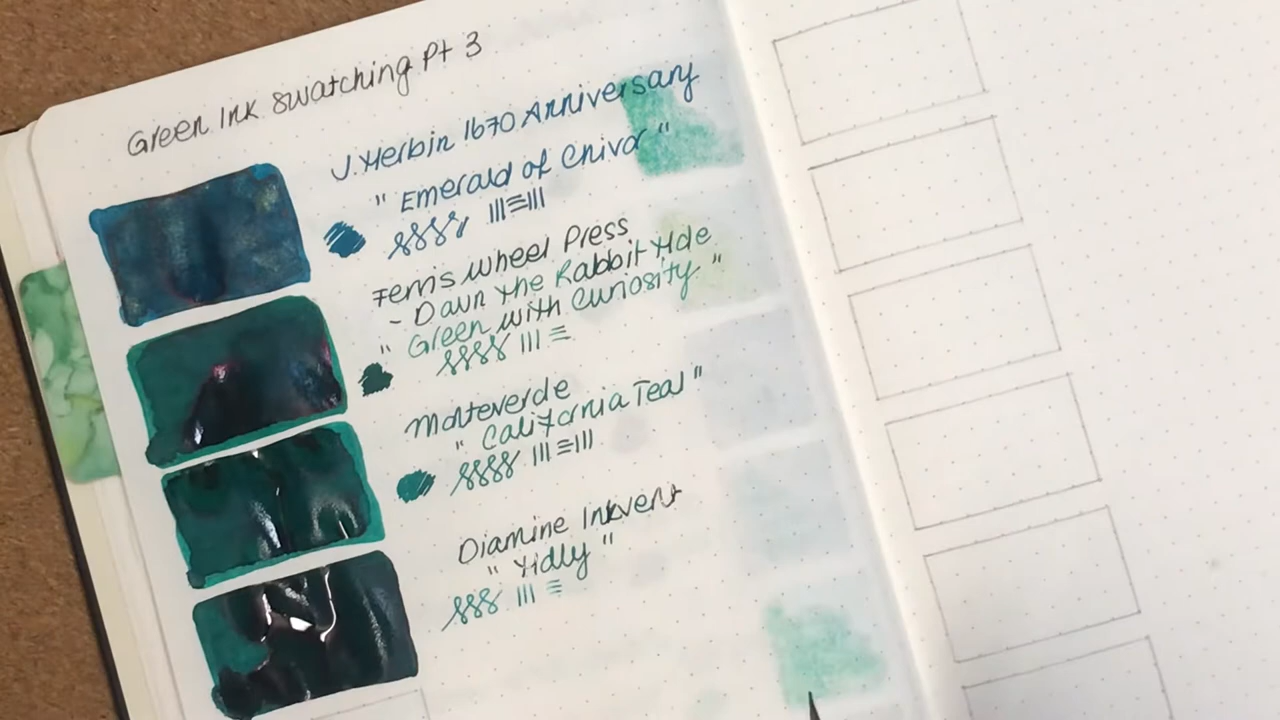 Green Ink Swatching Pt 3
J. Herbin 1670 Anniversary
" Emerald of Chivor "
Ferris Wheel Press
- Down the Rabbit Hole
" Green with Curiosity "
Monteverde
" California Teal "
Diamine Inkvent